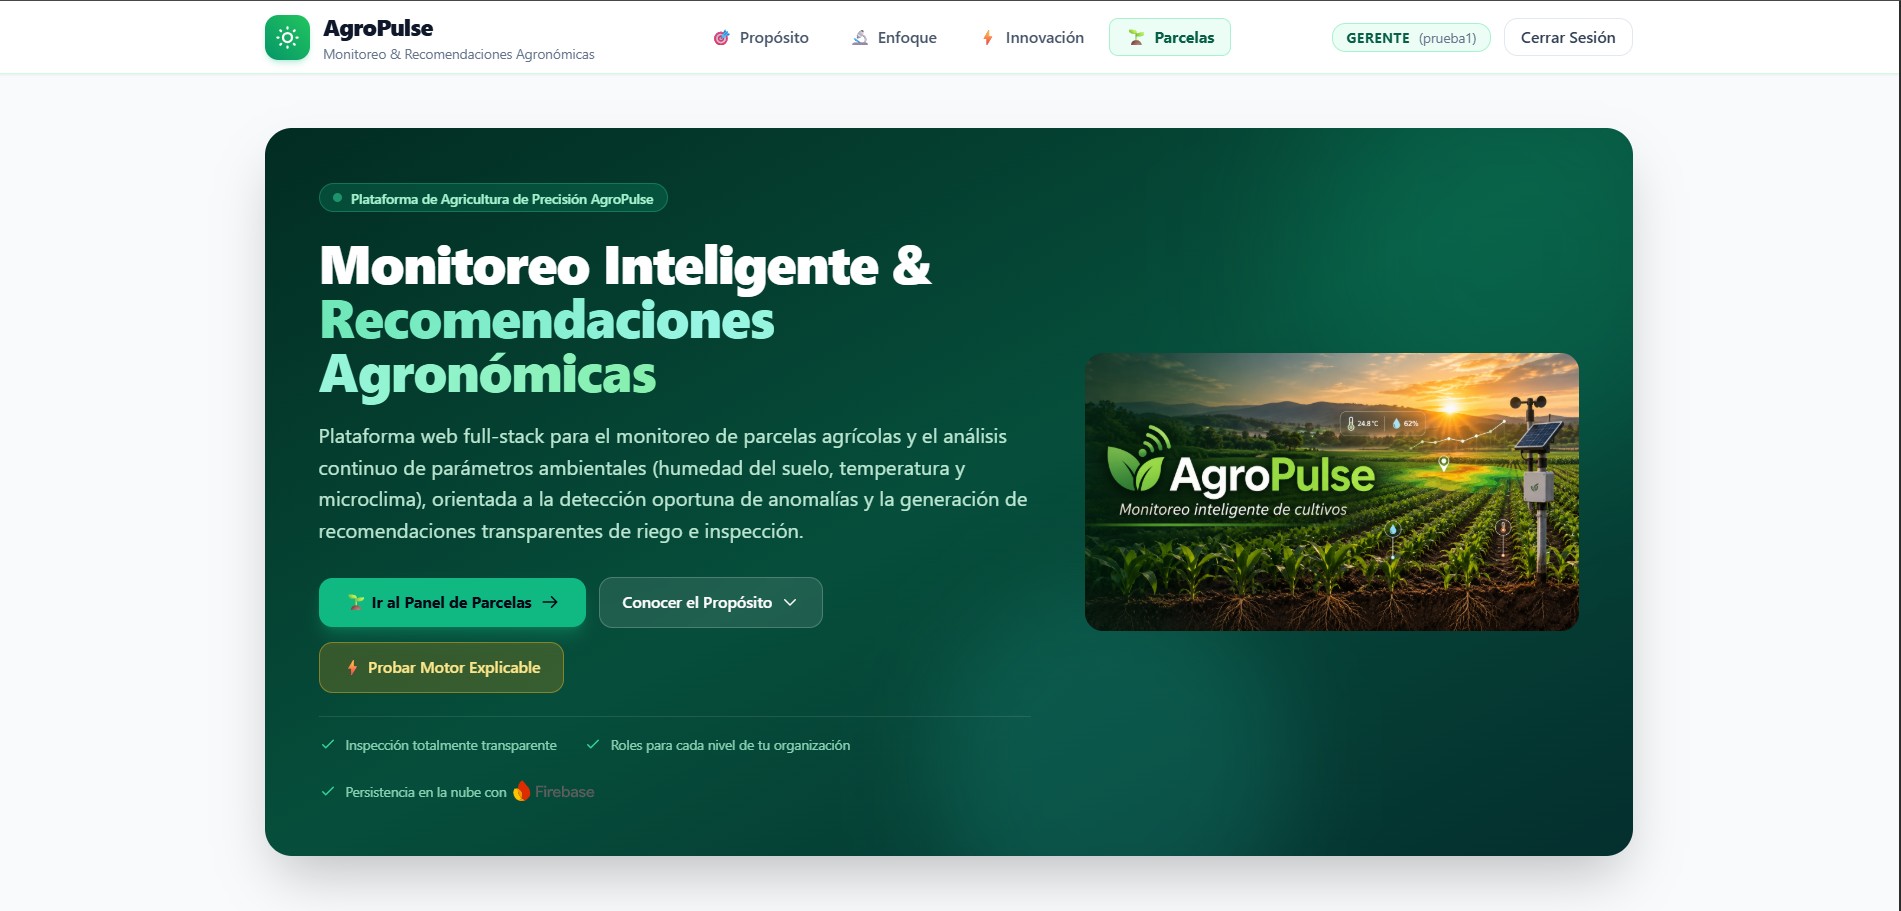 AgroPulse
Monitoreo & Recomendaciones Agronómicas
Propósito
Enfoque
Innovación
Parcelas
GERENTE (prueba1)
Cerrar Sesión
Plataforma de Agricultura de Precisión AgroPulse
Monitoreo Inteligente &
Recomendaciones
Agronómicas
Plataforma web full-stack para el monitoreo de parcelas agrícolas y el análisis
continuo de parámetros ambientales (humedad del suelo, temperatura y
microclima), orientada a la detección oportuna de anomalías y la generación de
recomendaciones transparentes de riego e inspección.
Ir al Panel de Parcelas
Conocer el Propósito
Probar Motor Explicable
Inspección totalmente transparente
Roles para cada nivel de tu organización
Persistencia en la nube con Firebase
24.8°C
62%
AgroPulse
Monitoreo inteligente de cultivos